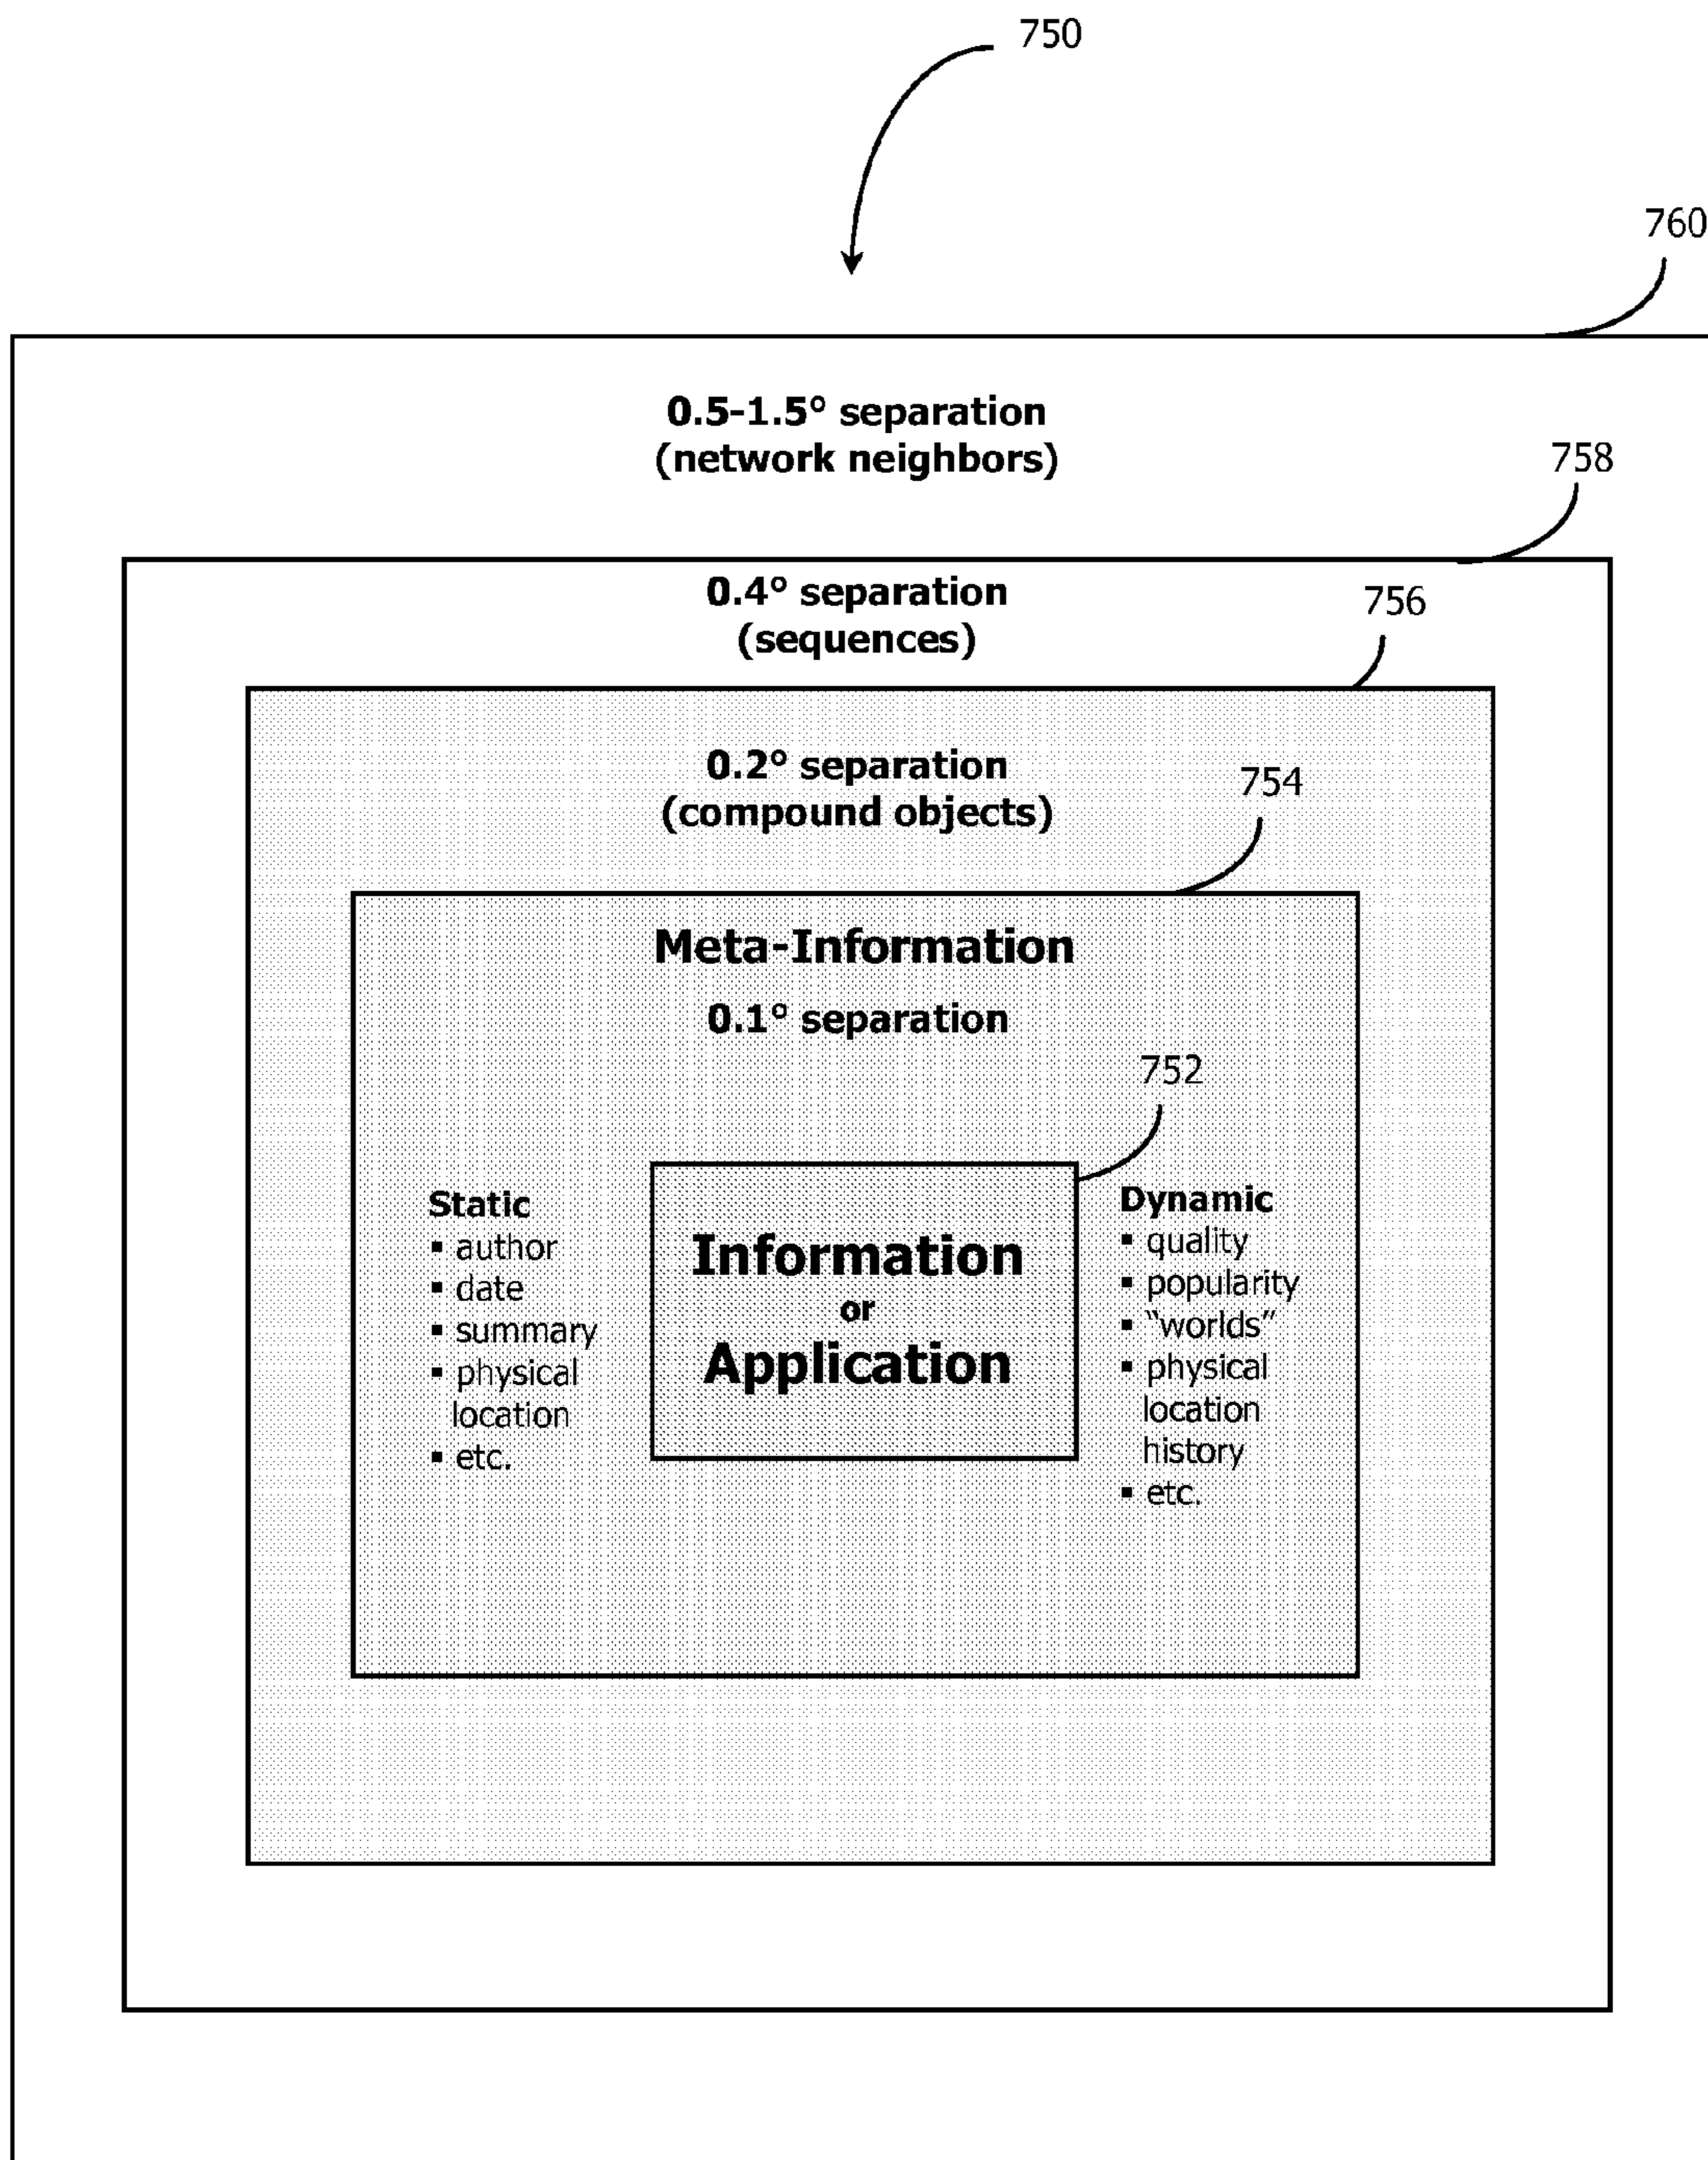 750
760
0.5-1.5° separation
(network neighbors)
758
0.4° separation
(sequences)
756
0.2° separation
(compound objects)
754
Meta-Information
0.1° separation
752
Static
▪ author
▪ date
▪ summary
▪ physical
location
▪ etc.
Information
or
Application
Dynamic
▪ quality
▪ popularity
▪ “worlds”
▪ physical
location
history
▪ etc.